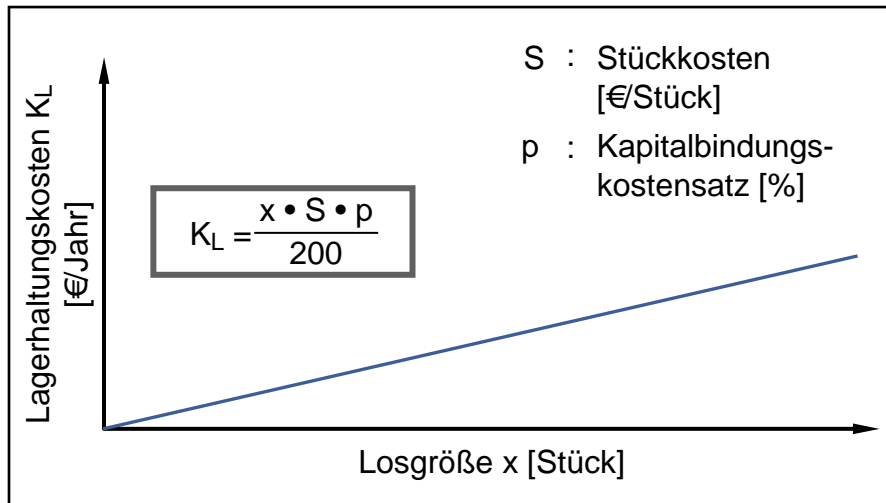 S : Stückkosten
[€/Stück]
p : Kapitalbindungs-
kostensatz [%]
Lagerhaltungskosten K_L
[€/Jahr]
K_L = x • S • p / 200
Losgröße x [Stück]